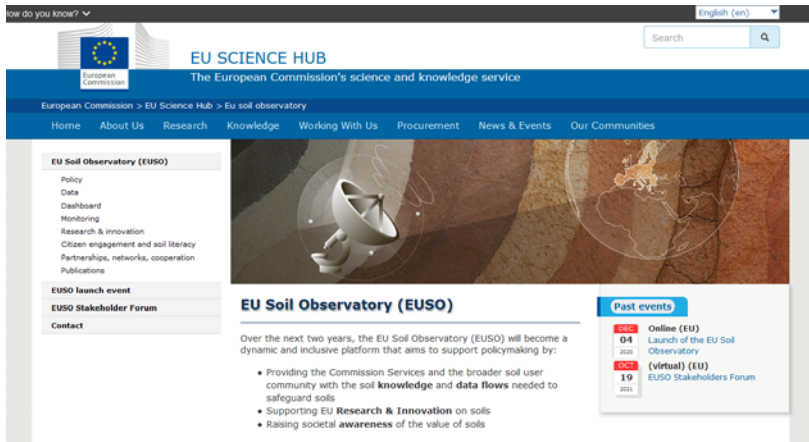 How do you know?
English (en)
Search
European
Commission
EU SCIENCE HUB
The European Commission's science and knowledge service
European Commission > EU Science Hub > Eu soil observatory
Home About Us Research Knowledge Working With Us Procurement News & Events Our Communities
EU Soil Observatory (EUSO)
Policy
Data
Dashboard
Monitoring
Research & innovation
Citizen engagement and soil literacy
Partnerships, networks, cooperation
Publications
EUSO launch event
EUSO Stakeholder Forum
Contact
EU Soil Observatory (EUSO)
Over the next two years, the EU Soil Observatory (EUSO) will become a
dynamic and inclusive platform that aims to support policymaking by:
• Providing the Commission Services and the broader soil user
community with the soil knowledge and data flows needed to
safeguard soils
• Supporting EU Research & Innovation on soils
• Raising societal awareness of the value of soils
Past events
DEC
04
2020
Online (EU)
Launch of the EU Soil
Observatory
OCT
19
2021
(virtual) (EU)
EUSO Stakeholders Forum